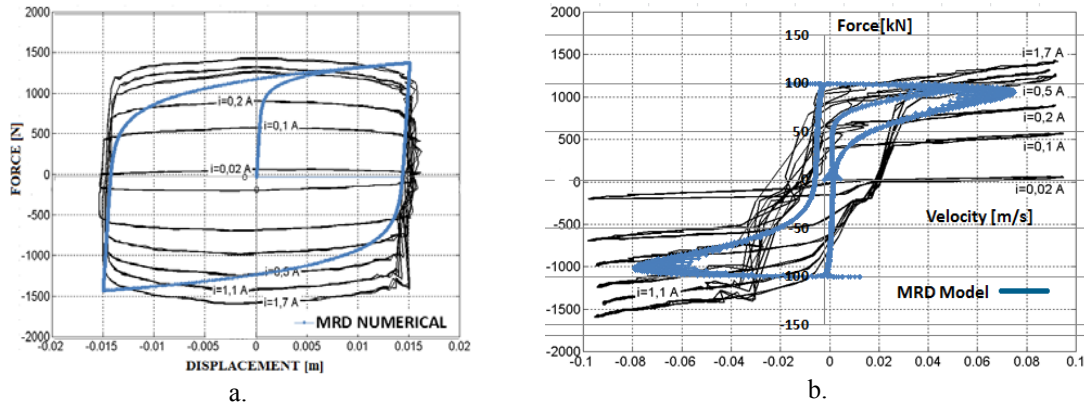 2000
1500
1000
500
0
-500
-1000
-1500
2000
FORCE [N]
i=0,2 A
i=0,1 A
i=0,02 A
i=0,5 A
i=1,1 A
i=1,7 A
MRD NUMERICAL
-0.02 -0.015 -0.01 -0.005 0 0.005 0.01 0.015 0.02
DISPLACEMENT [m]
a.
2000
1500
1000
500
0
-500
-1000
-1500
2000
150
Force[kN]
100
50
-50
100
-150
i=1,7 A
i=0,5 A
i=0,2 A
i=0,1 A
i=0,02 A
Velocity [m/s]
i=1,1 A
MRD Model
-0.1 -0.08 -0.06 -0.04 -0.02 0 0.02 0.04 0.06 0.08 0.1
b.